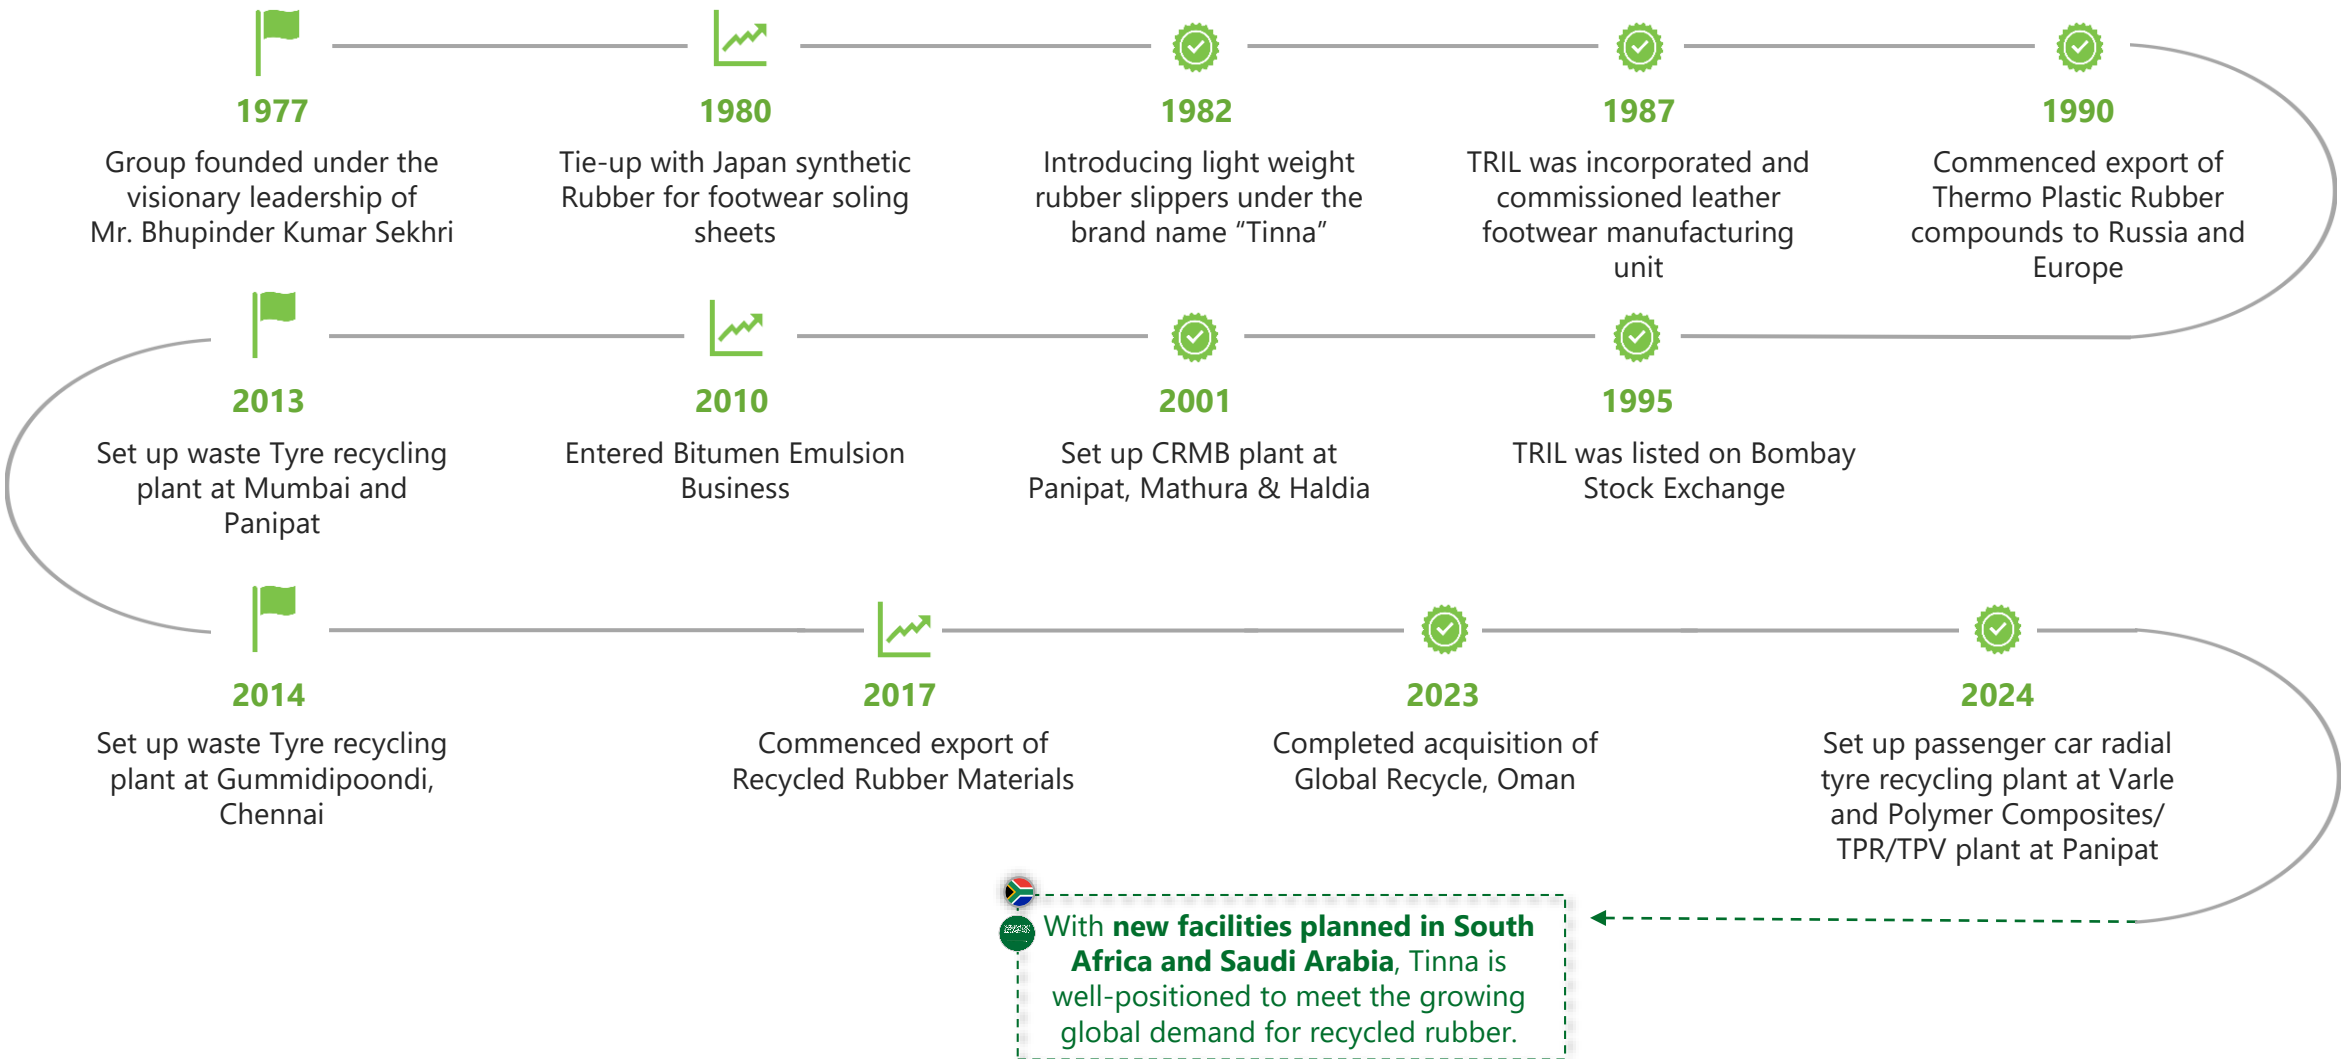 1977
Group founded under the
visionary leadership of
Mr. Bhupinder Kumar Sekhri
1980
Tie-up with Japan synthetic
Rubber for footwear soling
sheets
1982
Introducing light weight
rubber slippers under the
brand name “Tinna”
1987
TRIL was incorporated and
commissioned leather
footwear manufacturing
unit
1990
Commenced export of
Thermo Plastic Rubber
compounds to Russia and
Europe
2013
Set up waste Tyre recycling
plant at Mumbai and
Panipat
2010
Entered Bitumen Emulsion
Business
2001
Set up CRMB plant at
Panipat, Mathura & Haldia
1995
TRIL was listed on Bombay
Stock Exchange
2014
Set up waste Tyre recycling
plant at Gummidipoondi,
Chennai
2017
Commenced export of
Recycled Rubber Materials
2023
Completed acquisition of
Global Recycle, Oman
2024
Set up passenger car radial
tyre recycling plant at Varle
and Polymer Composites/
TPR/TPV plant at Panipat
With new facilities planned in South
Africa and Saudi Arabia, Tinna is
well-positioned to meet the growing
global demand for recycled rubber.